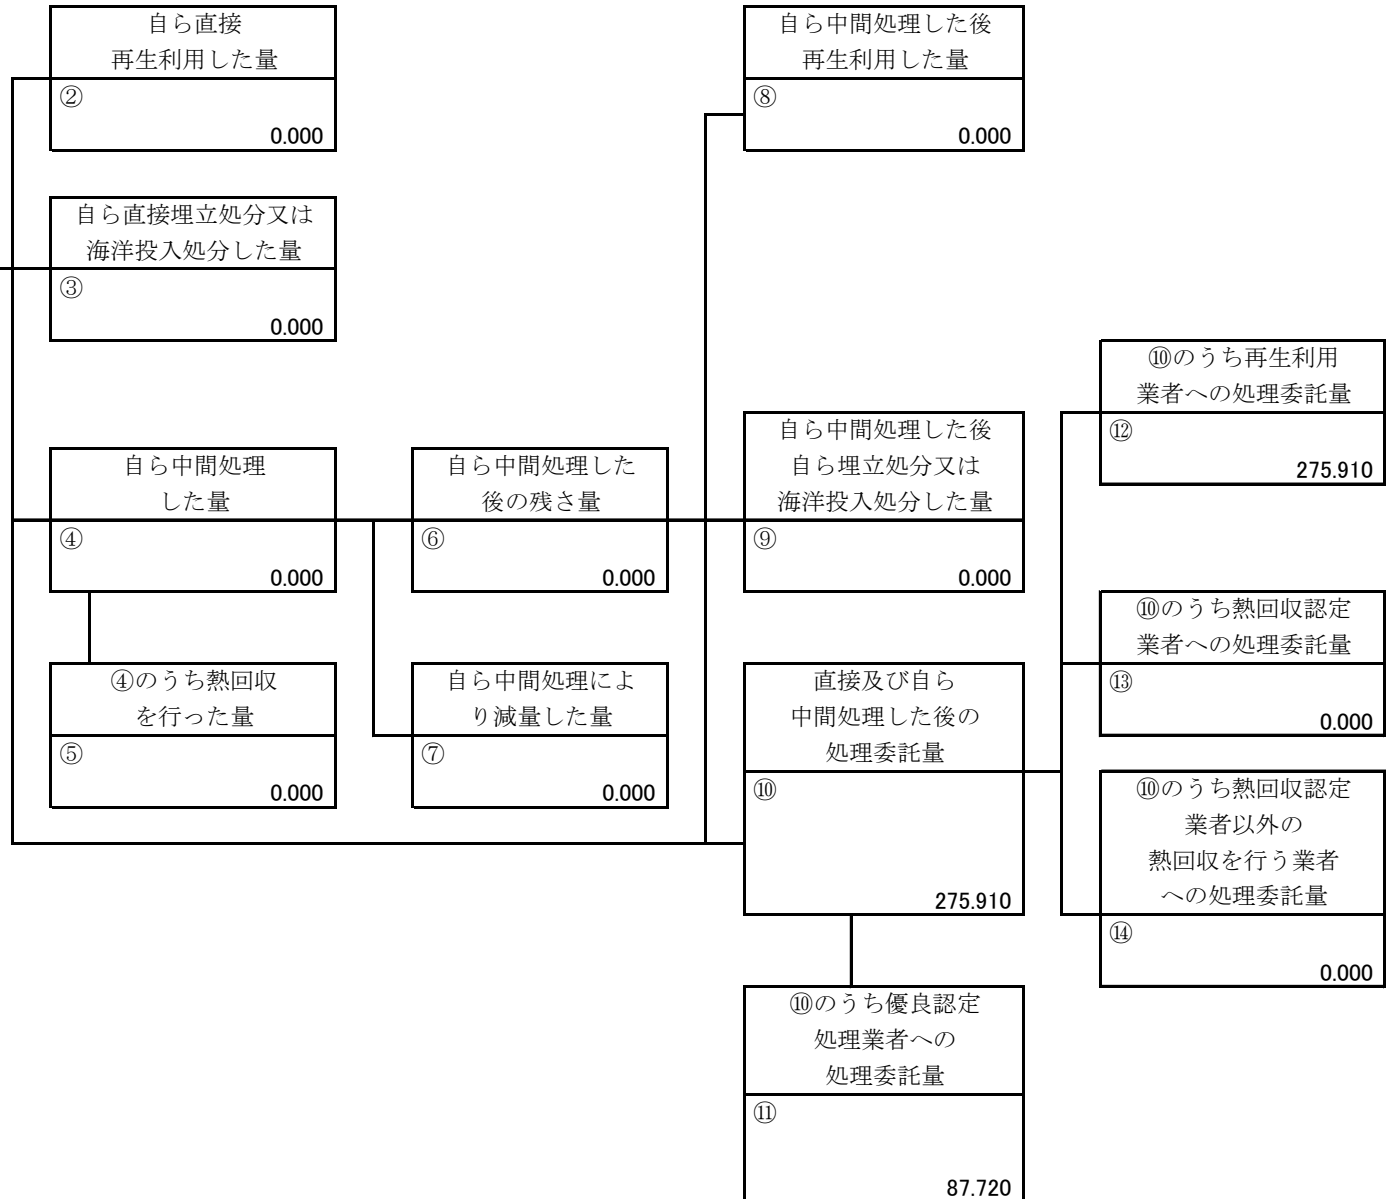 自ら直接
再生利用した量
②
0.000
自ら中間処理した後
再生利用した量
⑧
0.000
自ら直接埋立処分又は
海洋投入処分した量
③
0.000
⑩のうち再生利用
業者への処理委託量
⑫
275.910
自ら中間処理
した量
④
0.000
自ら中間処理した
後の残さ量
⑥
0.000
自ら中間処理した後
自ら埋立処分又は
海洋投入処分した量
⑨
0.000
⑩のうち熱回収認定
業者への処理委託量
⑬
0.000
④のうち熱回収
を行った量
⑤
0.000
自ら中間処理によ
り減量した量
⑦
0.000
直接及び自ら
中間処理した後の
処理委託量
⑩
275.910
⑩のうち熱回収認定
業者以外の
熱回収を行う業者
への処理委託量
⑭
0.000
⑩のうち優良認定
処理業者への
処理委託量
⑪
87.720